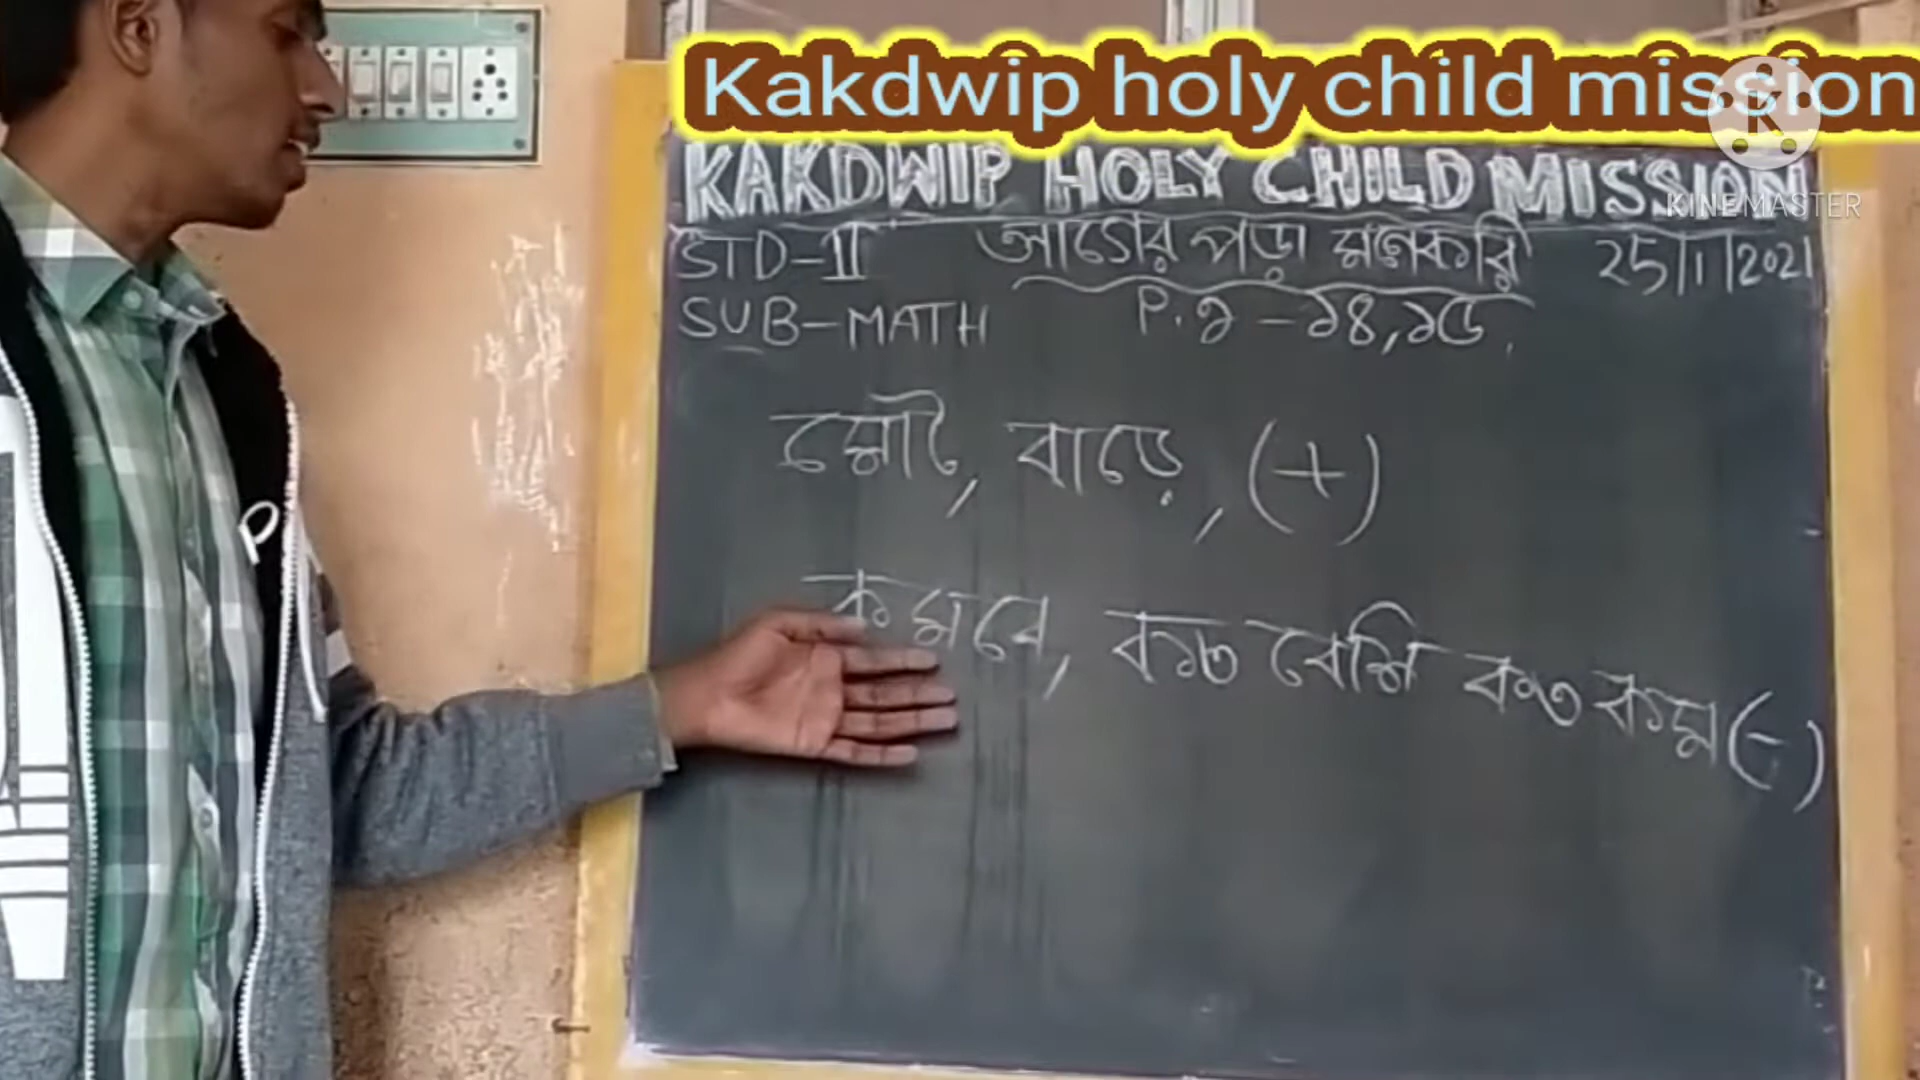 Kakdwip holy child mission
KINEMASTER
KAKDWIP HOLY CHILD MISSION
STD-II আগের পড়া মনেকরি 25/1/2021
SUB-MATH P.g - ১৪,১৫.
মোট, বাড়ে, (+)
কমবে, কত বেশি কত কম (-)